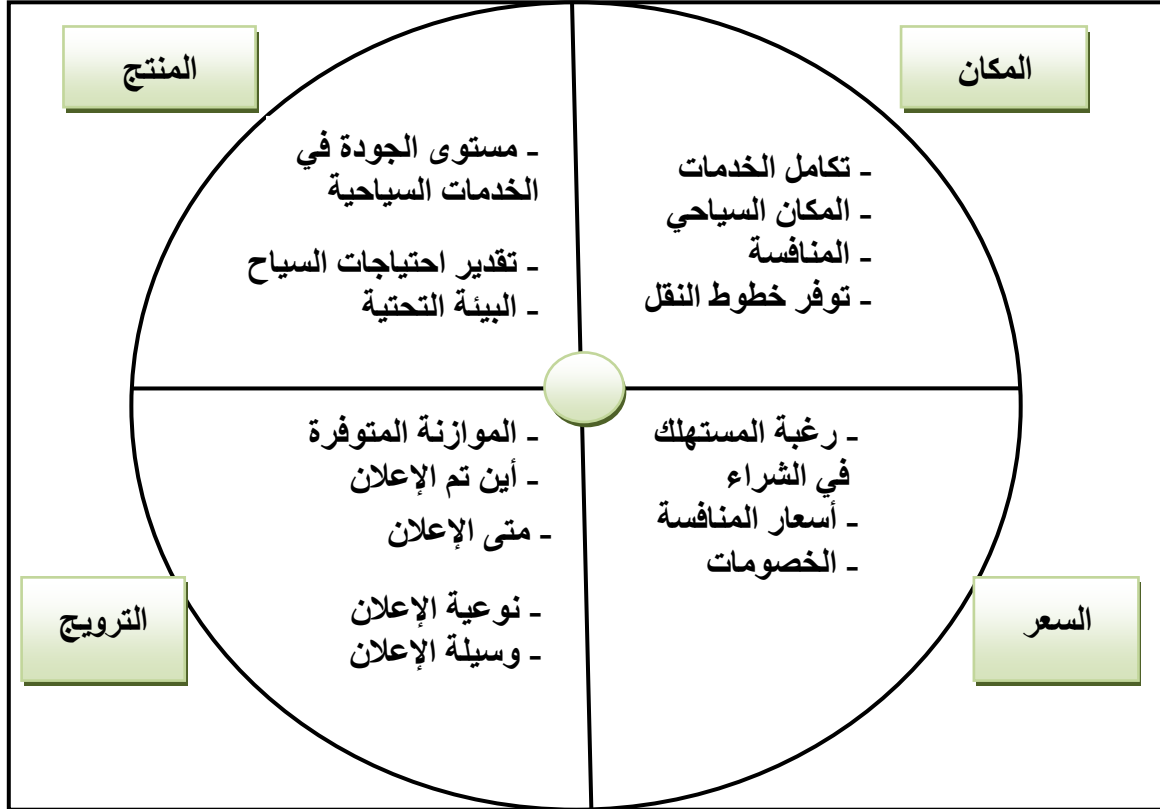 المكان
- تكامل الخدمات
- المكان السياحي
- المنافسة
- توفر خطوط النقل
المنتج
- مستوى الجودة في
الخدمات السياحية
- تقدير احتياجات السياح
- البيئة التحتية
السعر
- رغبة المستهلك
في الشراء
- أسعار المنافسة
- الخصومات
الترويج
- الموازنة المتوفرة
- أين تم الإعلان
- متى الإعلان
- نوعية الإعلان
- وسيلة الإعلان